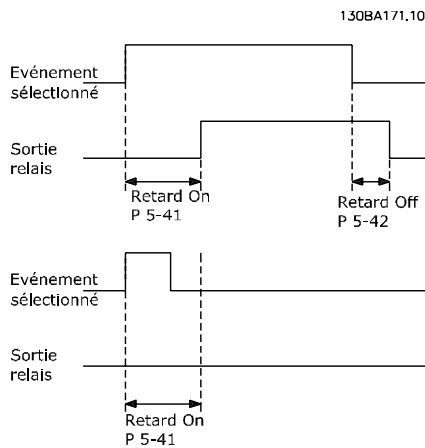 130BA171.10
Evénement
sélectionné
Sortie
relais
Retard On
P 5-41
Retard Off
P 5-42
Evénement
sélectionné
Sortie
relais
Retard On
P 5-41